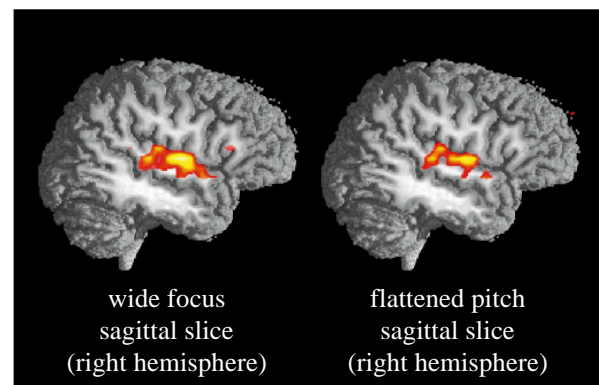 wide focus
sagittal slice
(right hemisphere)
flattened pitch
sagittal slice
(right hemisphere)